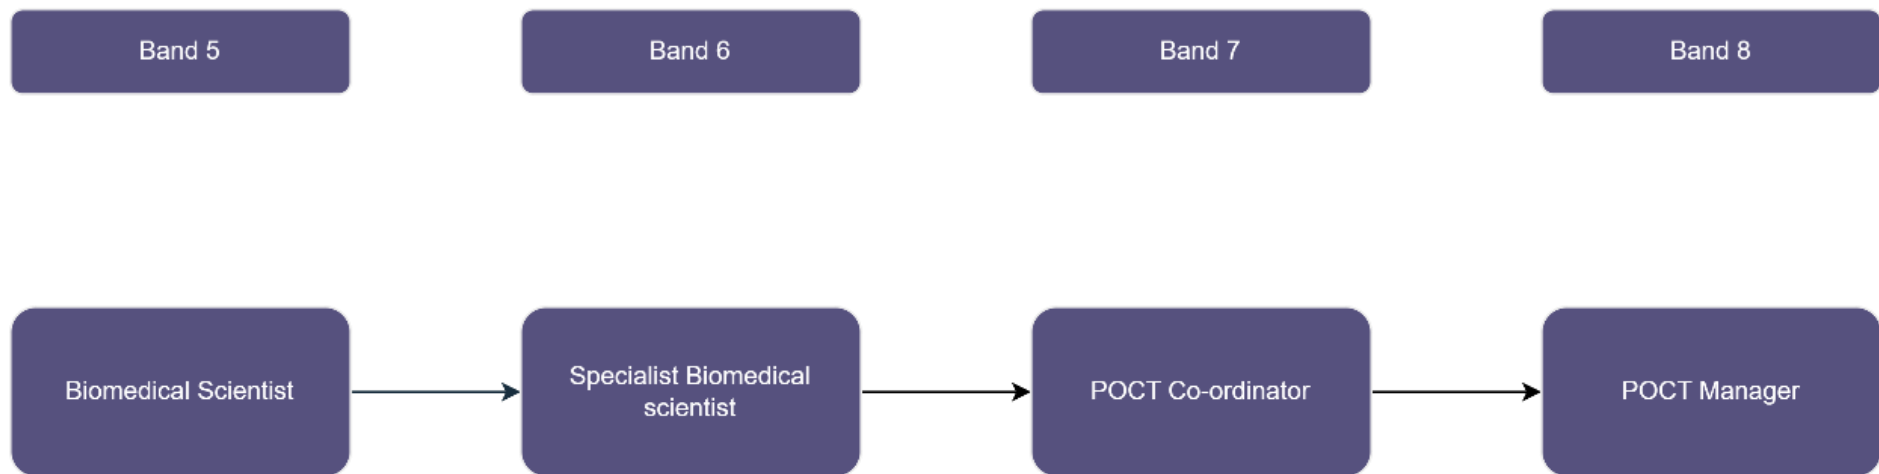 Band 5
Band 6
Band 7
Band 8
Biomedical Scientist
Specialist Biomedical
scientist
POCT Co-ordinator
POCT Manager